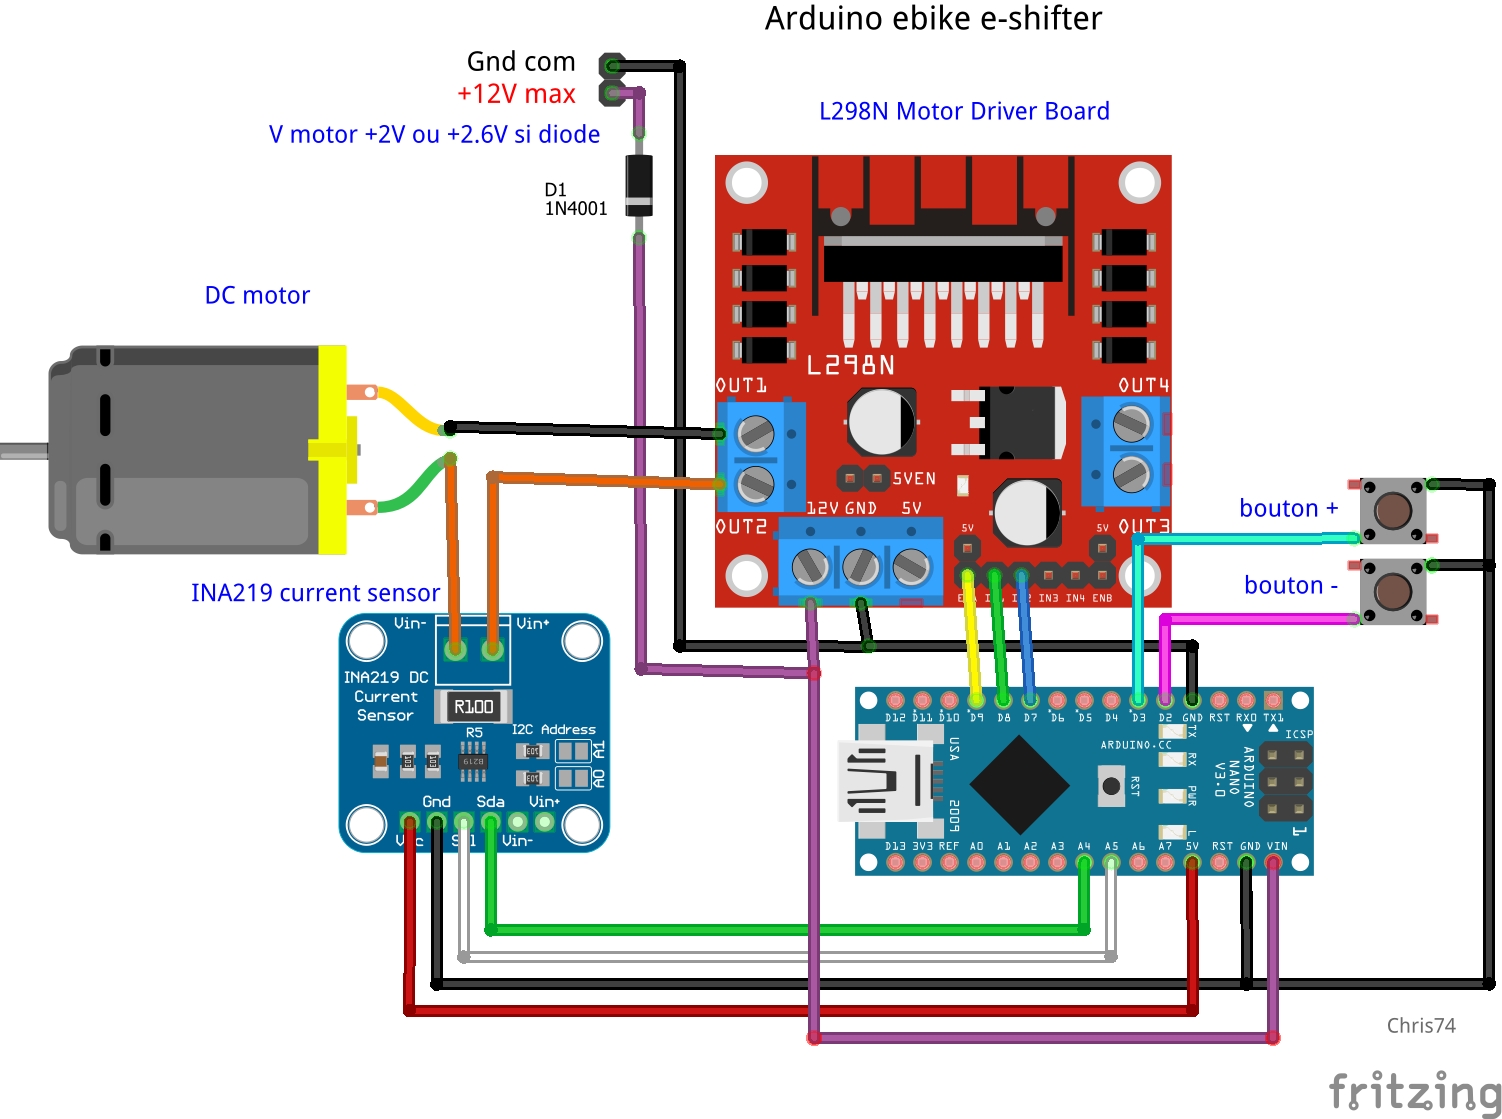 Arduino ebike e-shifter
Gnd com
+12V max
V motor +2V ou +2.6V si diode
L298N Motor Driver Board
D1
1N4001
DC motor
L298N
OUT1
OUT4
5VEN
12V GND 5V
OUT2
OUT3
5V
5V
IN3 IN4 ENB
bouton +
bouton -
INA219 current sensor
Vin-
Vin+
INA219 DC
Current
Sensor
R100
R5
I2C Address
A1
A0
103
103
103
103
B219
Gnd
Sda
Vin+
Vcc
Scl
Vin-
D12 D11 D10 D9 D8 D7 D6 D5 D4 D3 D2 GND RST RX0 TX1
ICSP
USA
2009
ARDUINO.CC
RST
TX
RX
PWR
L
ARDUINO
NANO
V3.0
1
D13 3V3 REF A0 A1 A2 A3 A4 A5 A6 A7 5V RST GND VIN
Chris74
fritzing